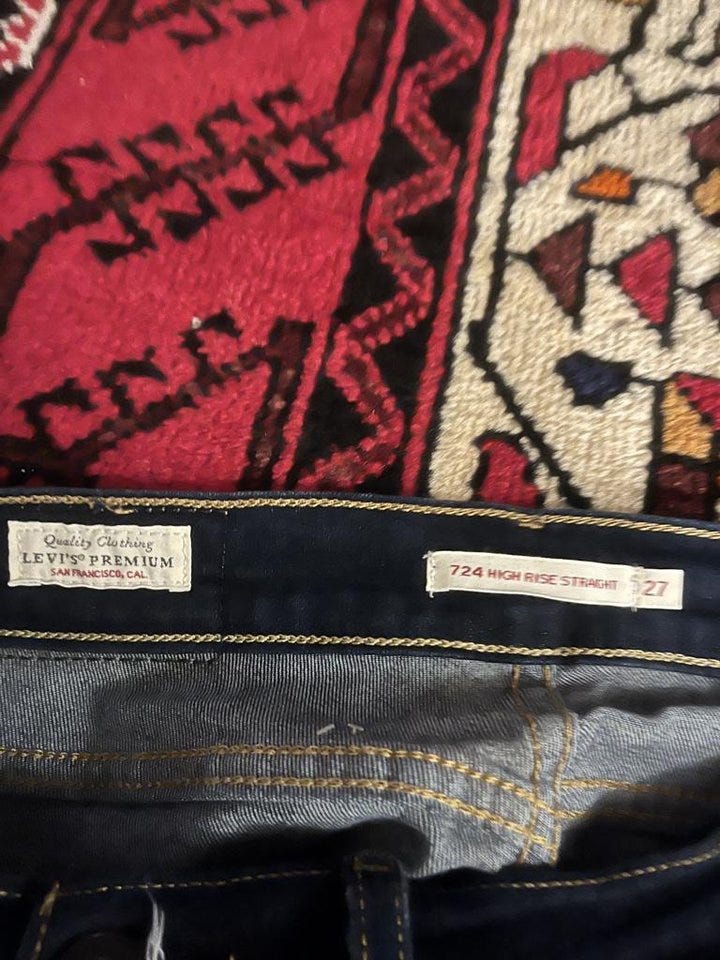 Quality Clothing
LEVI'S® PREMIUM
SAN FRANCISCO, CAL.
724 HIGH RISE STRAIGHT
27